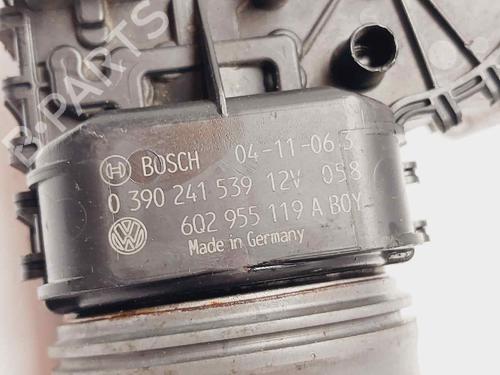 B-PARTS
BOSCH 04-11-06.3
0 390 241 539 12V 058
6Q2 955 119 A BOY
Made in Germany